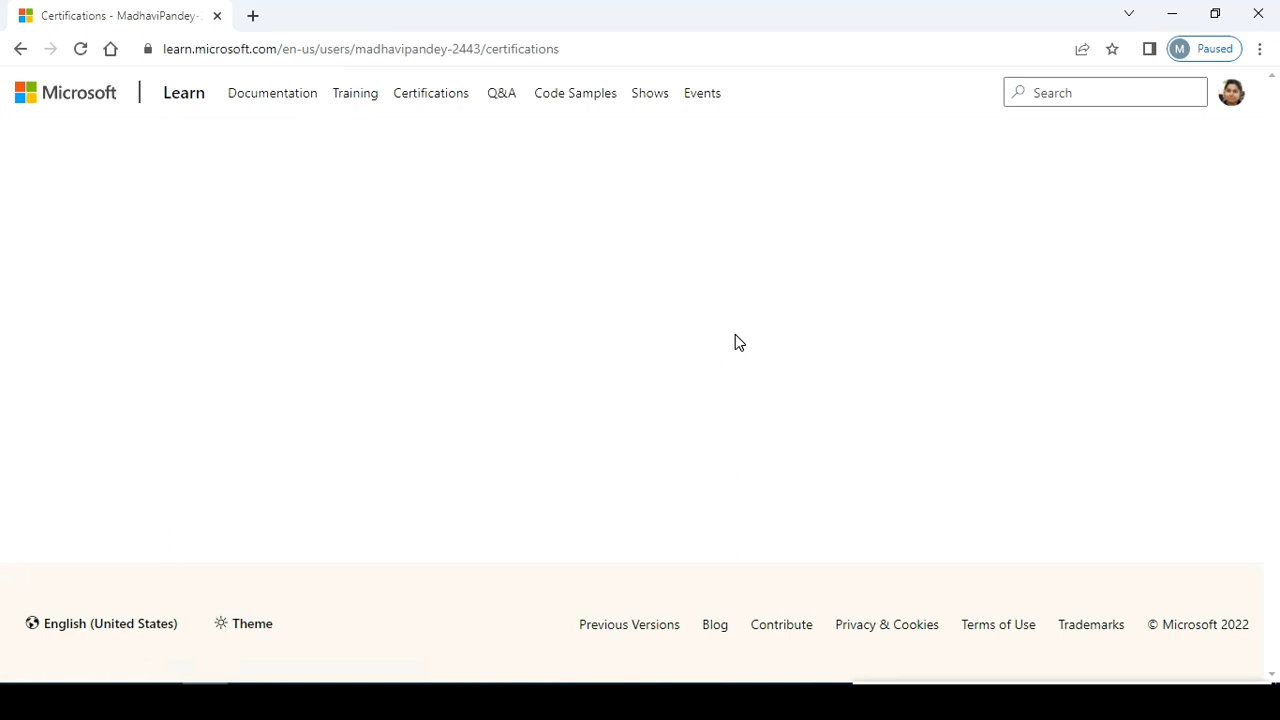 Certifications - MadhaviPandey-
learn.microsoft.com/en-us/users/madhavipandey-2443/certifications
M Paused
Microsoft Learn Documentation Training Certifications Q&A Code Samples Shows Events Search
English (United States) Theme Previous Versions Blog Contribute Privacy & Cookies Terms of Use Trademarks © Microsoft 2022